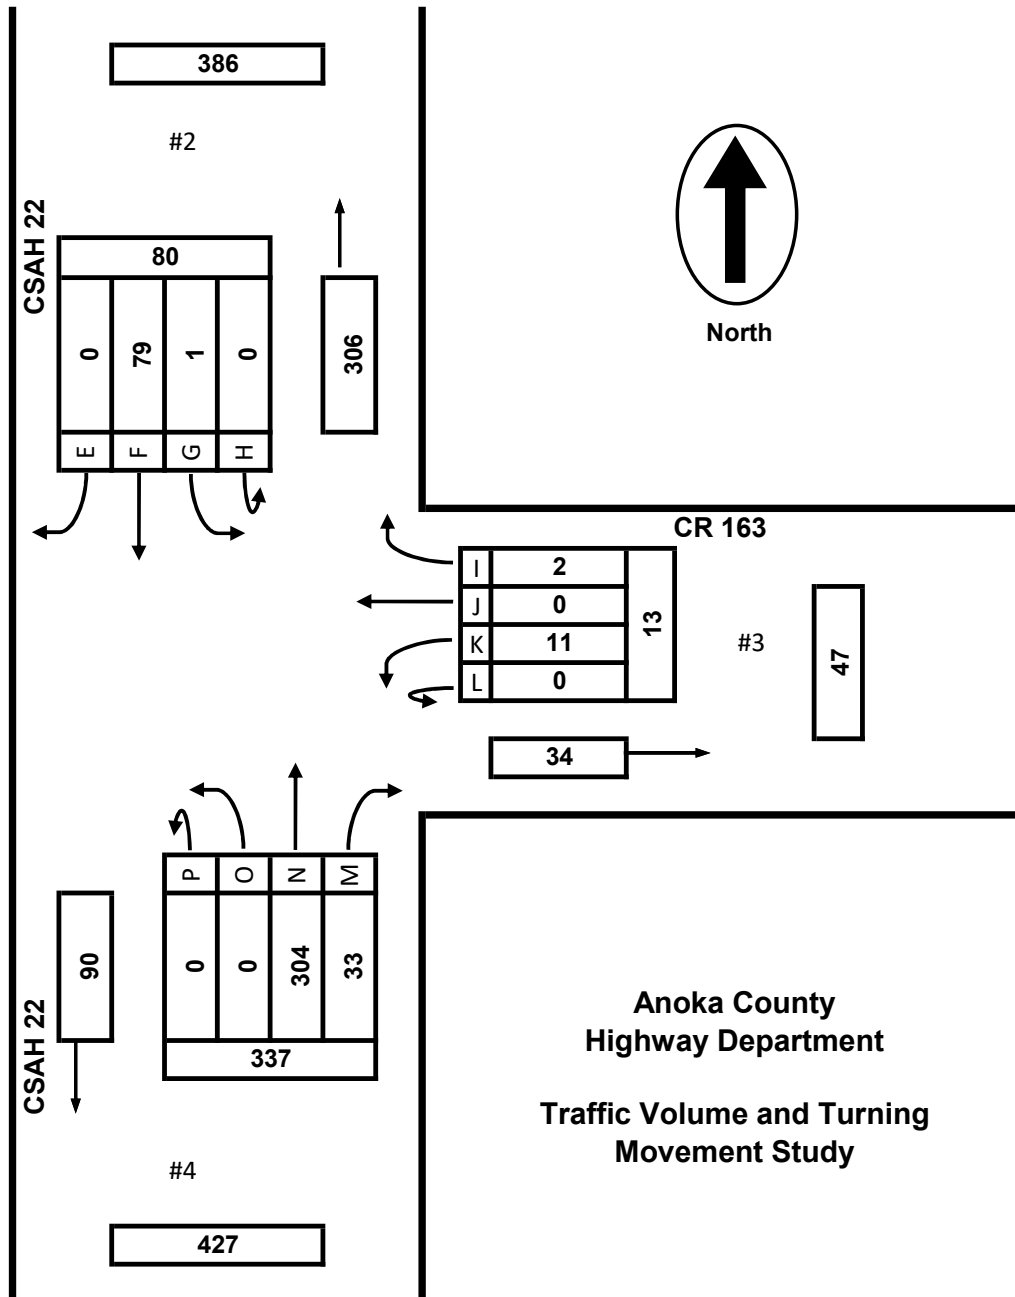 386
#2
CSAH 22
80
0
79
1
0
E
F
G
H
306
North
CR 163
I 2
J 0
K 11
L 0
13
#3
47
34
P
O
N
M
0
0
304
33
337
90
CSAH 22
#4
427
Anoka County
Highway Department
Traffic Volume and Turning
Movement Study